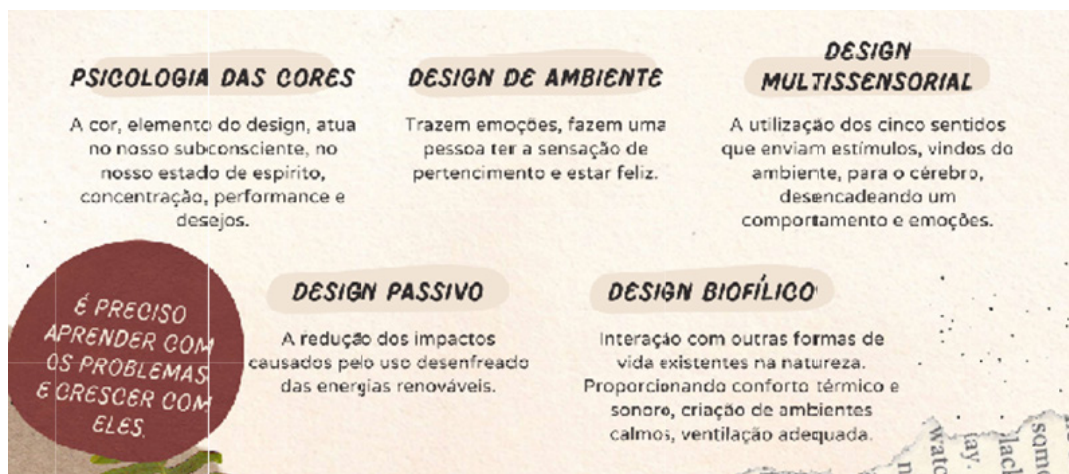 PSICOLOGIA DAS CORES
A cor, elemento do design, atua
no nosso subconsciente, no
nosso estado de espirito,
concentração, performance e
desejos.
DESIGN DE AMBIENTE
Trazem emoções, fazem uma
pessoa ter a sensação de
pertencimento e estar feliz.
DESIGN
MULTISSENSORIAL
A utilização dos cinco sentidos
que enviam estímulos, vindos do
ambiente, para o cérebro,
desencadeando um
comportamento e emoções.
É PRECISO
APRENDER COM
OS PROBLEMAS
E CRESCER COM
ELES.
DESIGN PASSIVO
A redução dos impactos
causados pelo uso desenfreado
das energias renováveis.
DESIGN BIOFÍLICO
Interação com outras formas de
vida existentes na natureza.
Proporcionando conforto térmico e
sonoro, criação de ambientes
calmos, ventilação adequada.